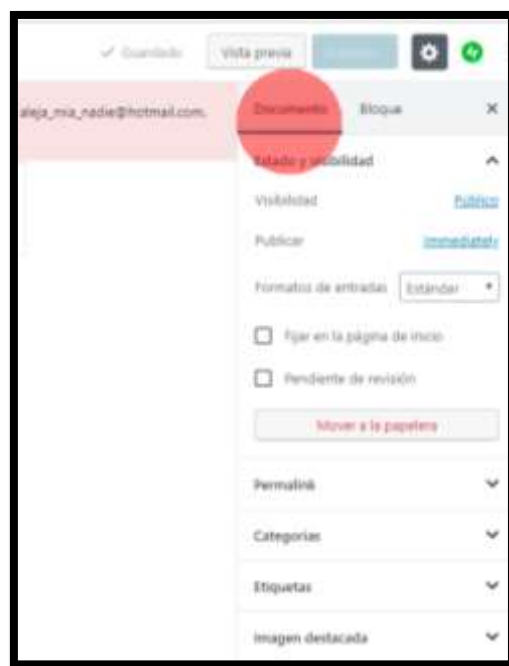 Guardado Vista previa
aleja_mia_nadie@hotmail.com.
Documento Bloque
Estado y visibilidad
Visibilidad Público
Publicar Immediately
Formatos de entradas Estándar
Fijar en la página de inicio
Pendiente de revisión
Mover a la papelera
Permalink
Categorías
Etiquetas
Imagen destacada